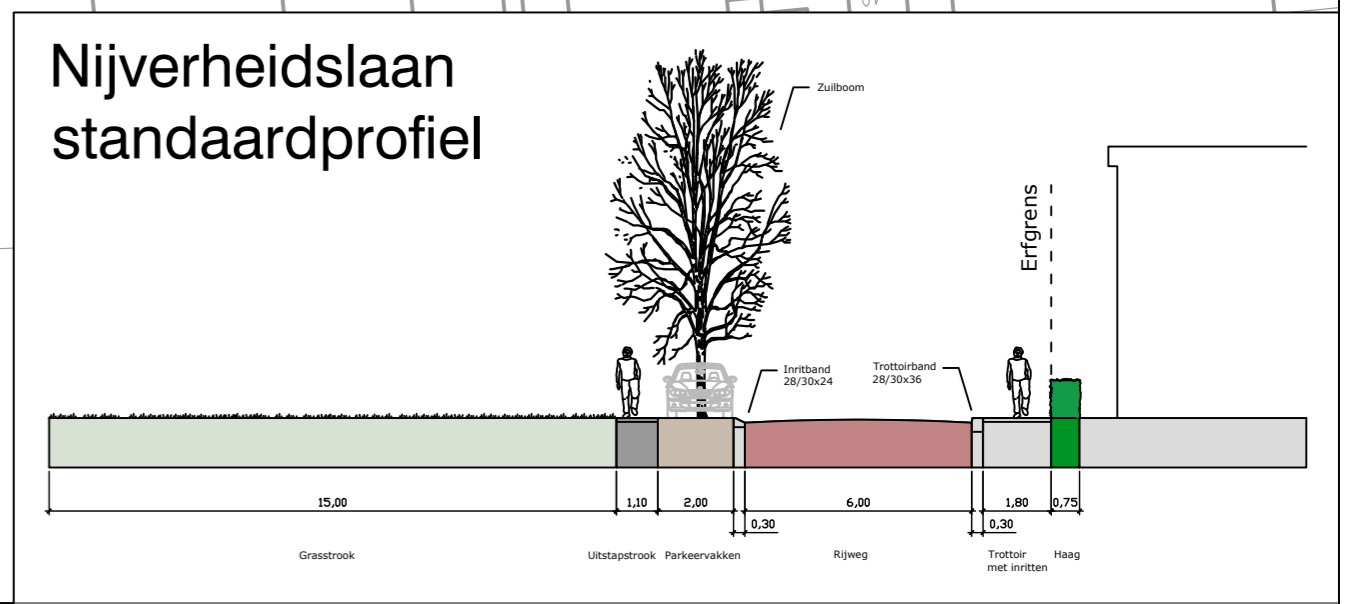 Nijverheidslaan
standaardprofiel
Zuilboom
Erfgrens
Inritband
28/30x24
Trottoirband
28/30x36
15,00
1,10
2,00
0,30
6,00
0,30
1,80
0,75
Grasstrook
Uitstapstrook
Parkeervakken
Rijweg
Trottoir
met inritten
Haag